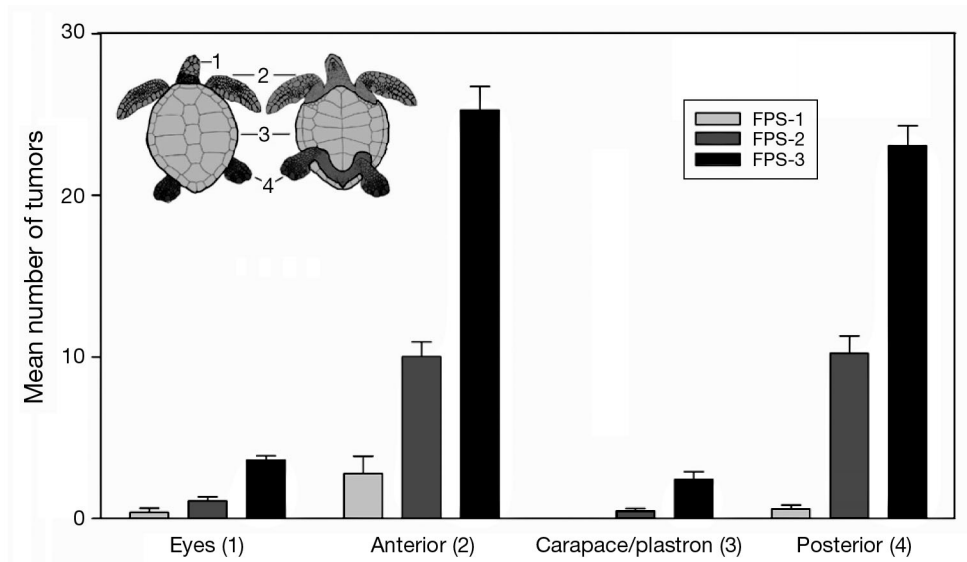 30
20
10
0
Mean number of tumors
1
2
3
4
FPS-1
FPS-2
FPS-3
Eyes (1)
Anterior (2)
Carapace/plastron (3)
Posterior (4)